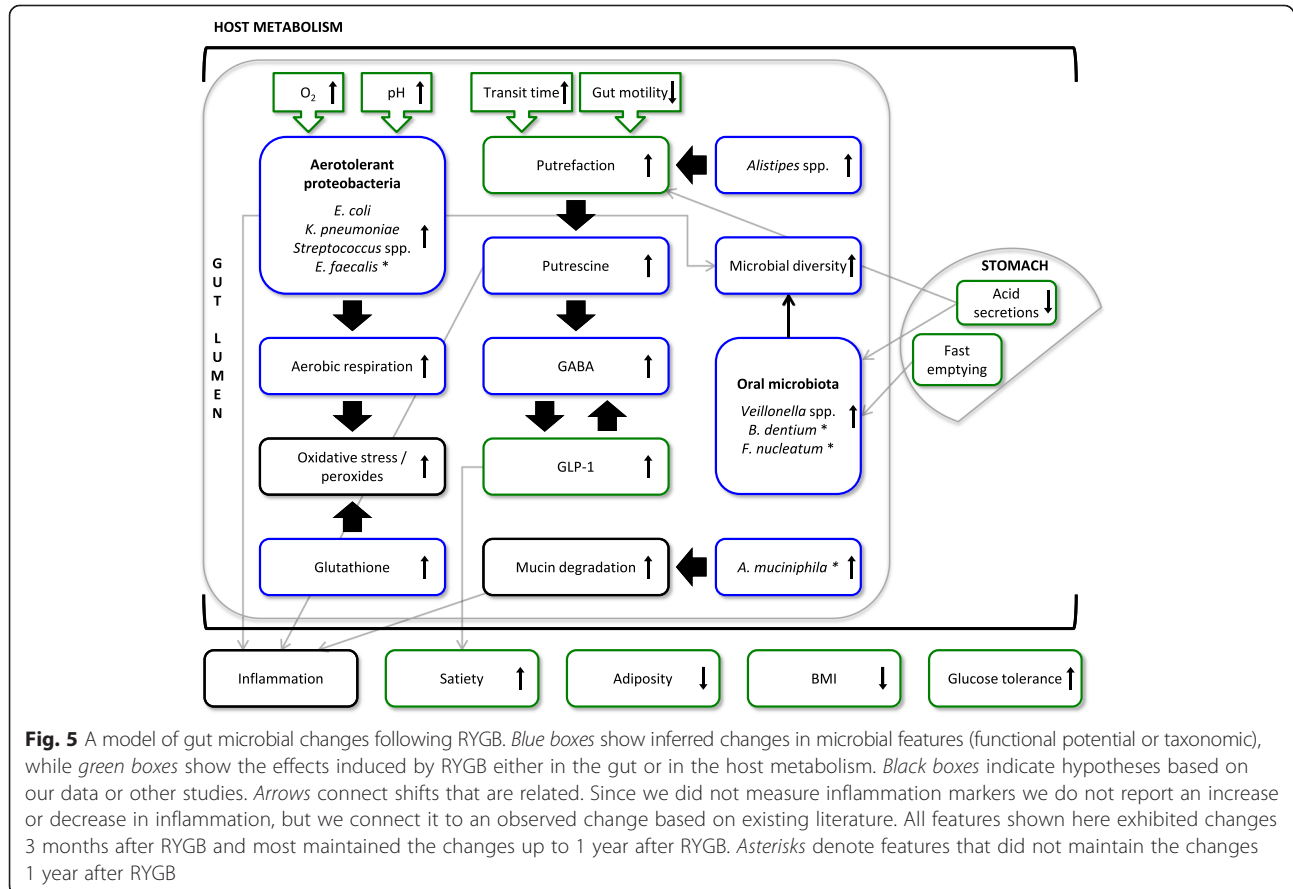 HOST METABOLISM
O₂
pH
Transit time
Gut motility
Aerotolerant
proteobacteria
E. coli
K. pneumoniae
Streptococcus spp.
E. faecalis *
Putrefaction
Alistipes spp.
GUT LUMEN
Putrescine
Microbial diversity
STOMACH
Acid
secretions
Fast
emptying
Aerobic respiration
GABA
Oral microbiota
Veillonella spp.
B. dentium *
F. nucleatum *
Oxidative stress /
peroxides
GLP-1
Glutathione
Mucin degradation
A. muciniphila *
Inflammation
Satiety
Adiposity
BMI
Glucose tolerance
Fig. 5 A model of gut microbial changes following RYGB. Blue boxes show inferred changes in microbial features (functional potential or taxonomic),
while green boxes show the effects induced by RYGB either in the gut or in the host metabolism. Black boxes indicate hypotheses based on
our data or other studies. Arrows connect shifts that are related. Since we did not measure inflammation markers we do not report an increase
or decrease in inflammation, but we connect it to an observed change based on existing literature. All features shown here exhibited changes
3 months after RYGB and most maintained the changes up to 1 year after RYGB. Asterisks denote features that did not maintain the changes
1 year after RYGB